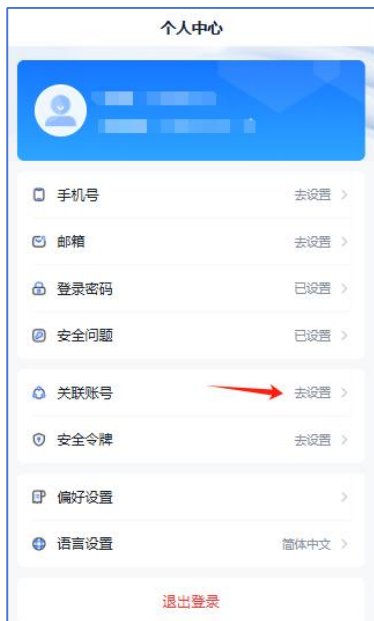 个人中心
手机号 去设置
邮箱 去设置
登录密码 已设置
安全问题 已设置
关联账号 去设置
安全令牌 去设置
偏好设置
语言设置 简体中文
退出登录